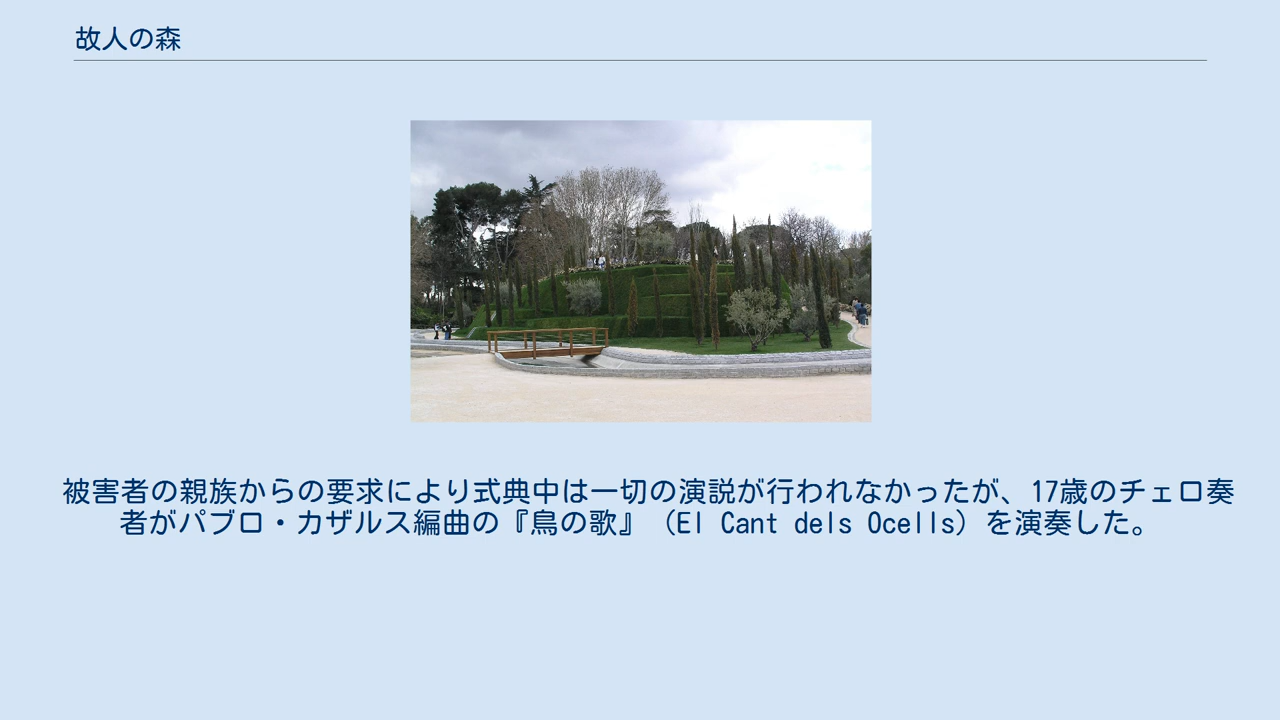 故人の森
被害者の親族からの要求により式典中は一切の演説が行われなかったが、17歳のチェロ奏
者がパブロ・カザルス編曲の『鳥の歌』（El Cant dels Ocells）を演奏した。